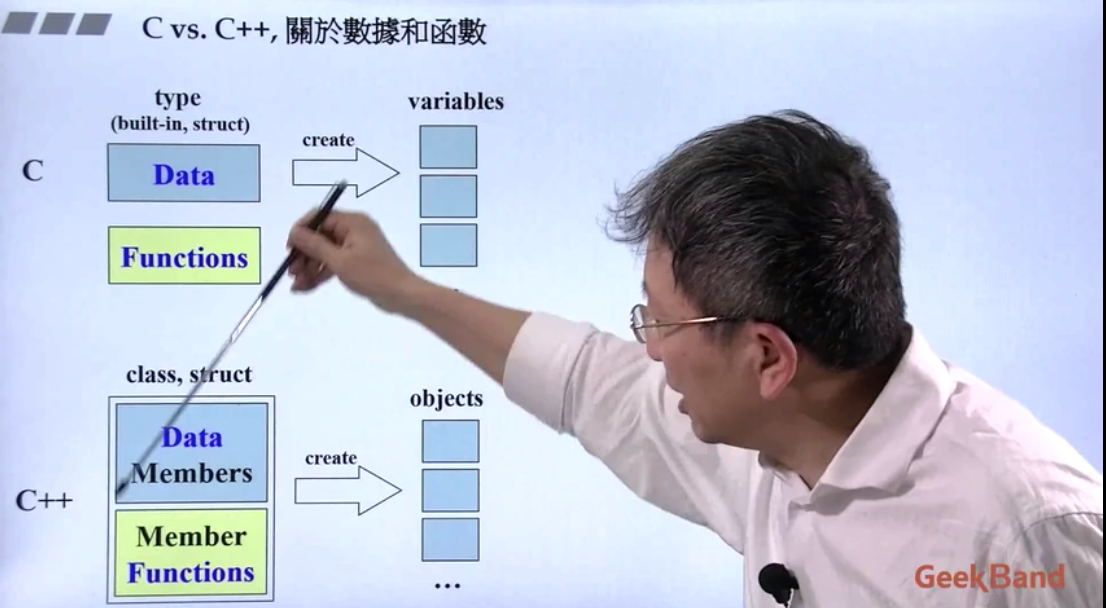 C vs. C++, 關於數據和函數
type
(built-in, struct)
variables
create
C
Data
Functions
class, struct
objects
create
C++
Data
Members
Member
Functions
...
GeekBand